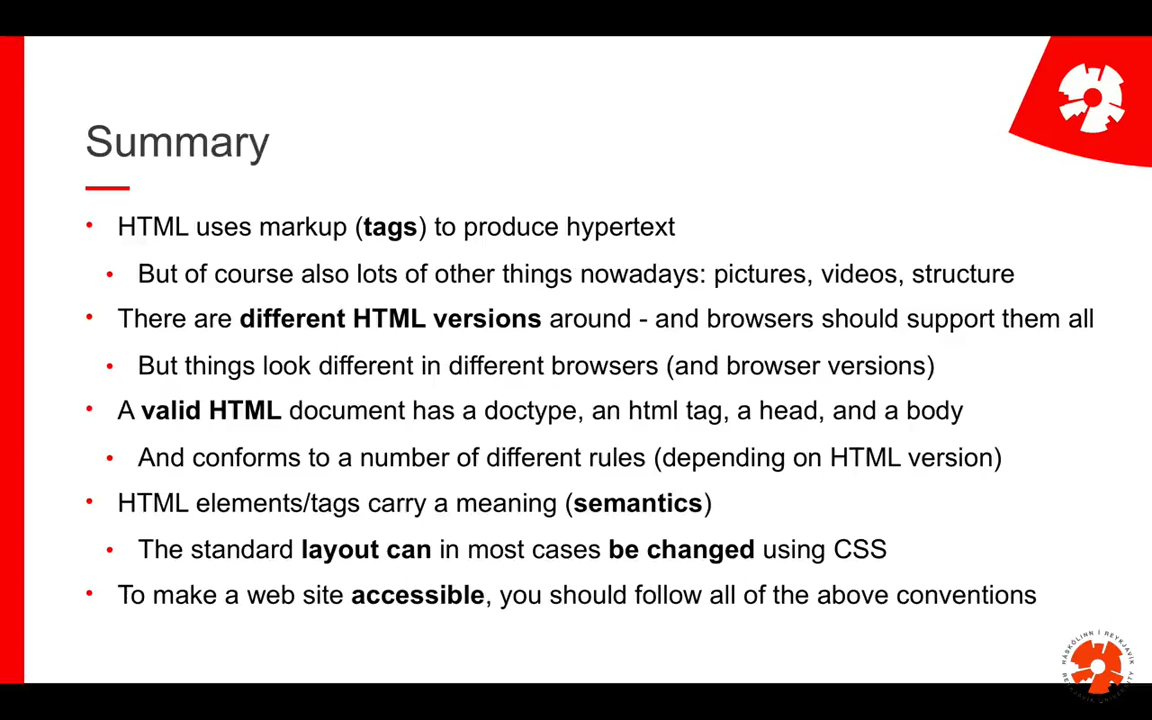 Summary
• HTML uses markup (tags) to produce hypertext
• But of course also lots of other things nowadays: pictures, videos, structure
• There are different HTML versions around - and browsers should support them all
• But things look different in different browsers (and browser versions)
• A valid HTML document has a doctype, an html tag, a head, and a body
• And conforms to a number of different rules (depending on HTML version)
• HTML elements/tags carry a meaning (semantics)
• The standard layout can in most cases be changed using CSS
• To make a web site accessible, you should follow all of the above conventions
HÁSKÓLINN Í REYKJAVÍK
REYKJAVIK UNIVERSITY